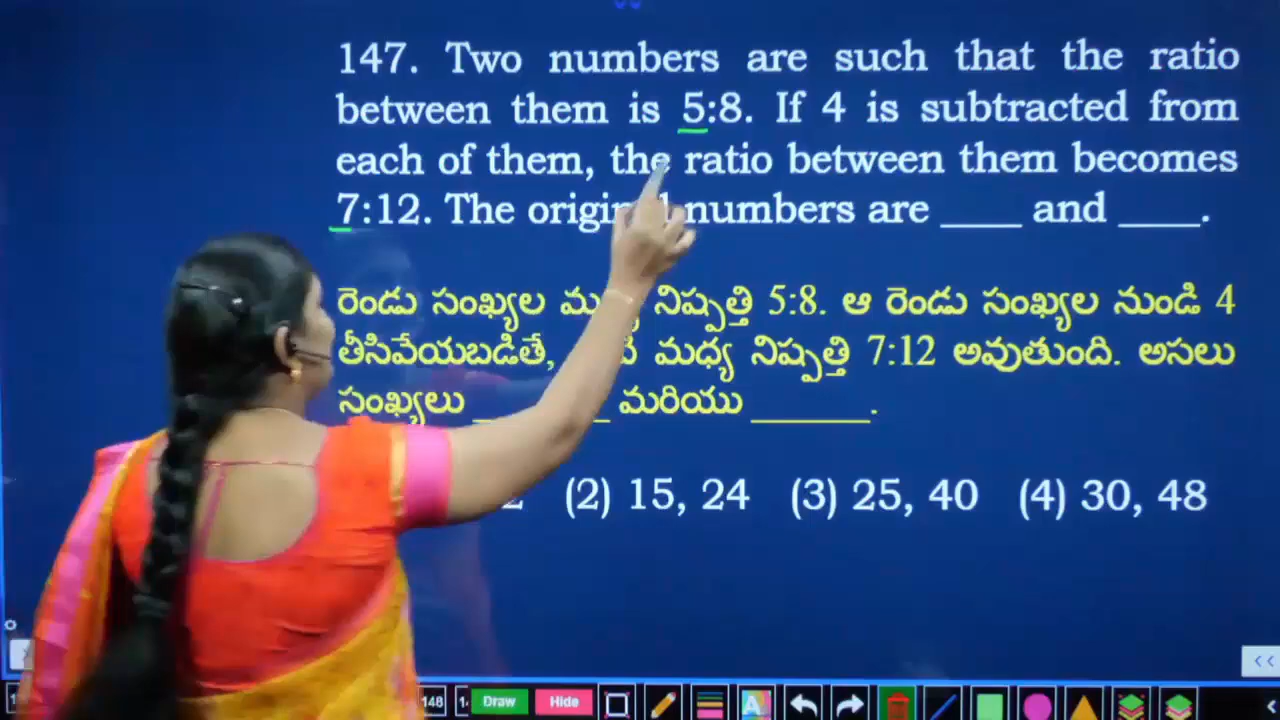 147. Two numbers are such that the ratio
between them is 5:8. If 4 is subtracted from
each of them, the ratio between them becomes
7:12. The original numbers are ____ and ____.
రెండు సంఖ్యల నిష్పత్తి 5:8. ఆ రెండు సంఖ్యల నుండి 4
తీసివేయబడితే, మధ్య నిష్పత్తి 7:12 అవుతుంది. అసలు
సంఖ్యలు ______ మరియు ______.
(2) 15, 24 (3) 25, 40 (4) 30, 48
<<
148 Draw Hide A